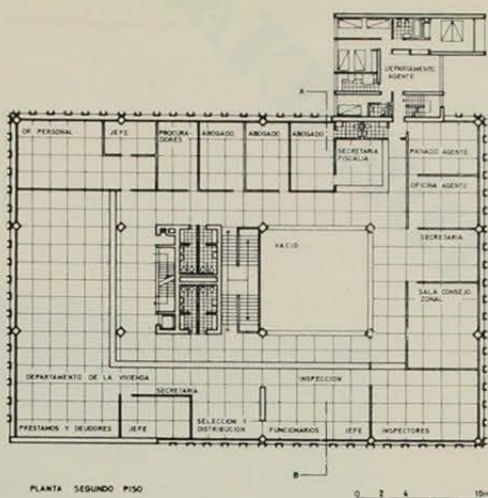 DEPARTAMENTO
AGENTE
A
OF. PERSONAL
JEFE
PROCURA-
DORES
ABOGADO
ABOGADO
ABOGADO
SECRETARIA
FISCALIA
PRIVADO AGENTE
OFICINA AGENTE
SECRETARIA
VACIO
SALA CONSEJO
ZONAL
DEPARTAMENTO DE LA VIVIENDA
SECRETARIA
INSPECCION
PRESTAMOS Y DEUDORES
JEFE
SELECCION Y
DISTRIBUCION
FUNCIONARIOS
JEFE
INSPECTORES
B
PLANTA SEGUNDO PISO
0 2 4 10m